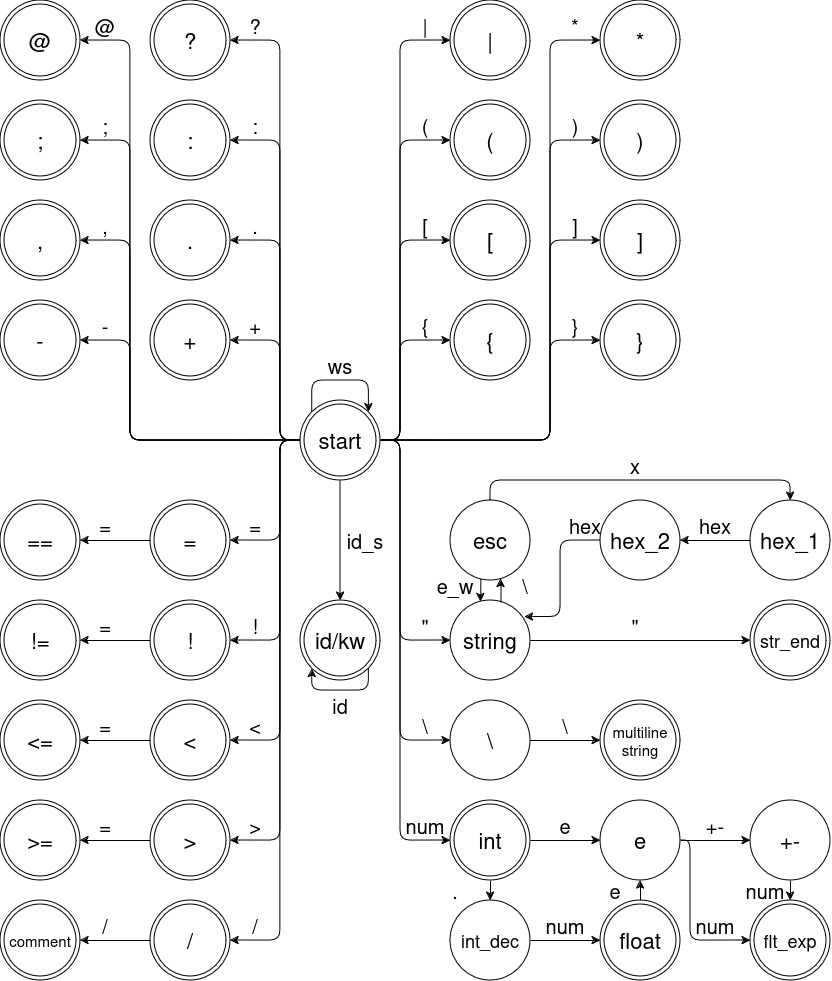 @ @ ? ? | | * *
; ; : : ( ( ) )
, , . . [ [ ] ]
- - + + { { } }
ws
start
x
== = = = esc hex hex_2 hex hex_1
id_s
e_w \
!= = ! ! id/kw " string " str_end
id
<= = < < \ \ \ multiline
string
>= = > > num int e e +- +-
. e num
comment / / / int_dec num float num flt_exp